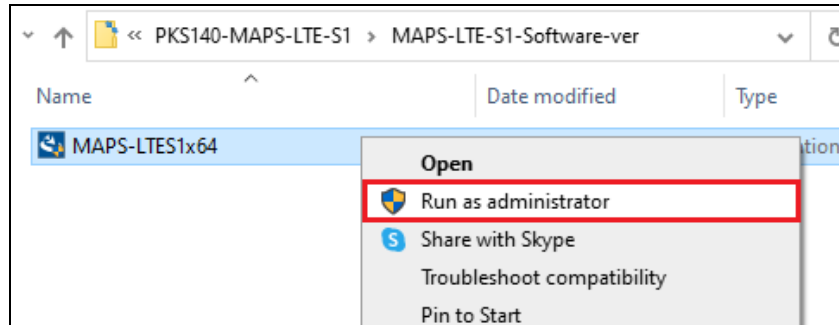 « PKS140-MAPS-LTE-S1 > MAPS-LTE-S1-Software-ver
Name Date modified Type
MAPS-LTES1x64 tion
Open
Run as administrator
Share with Skype
Troubleshoot compatibility
Pin to Start